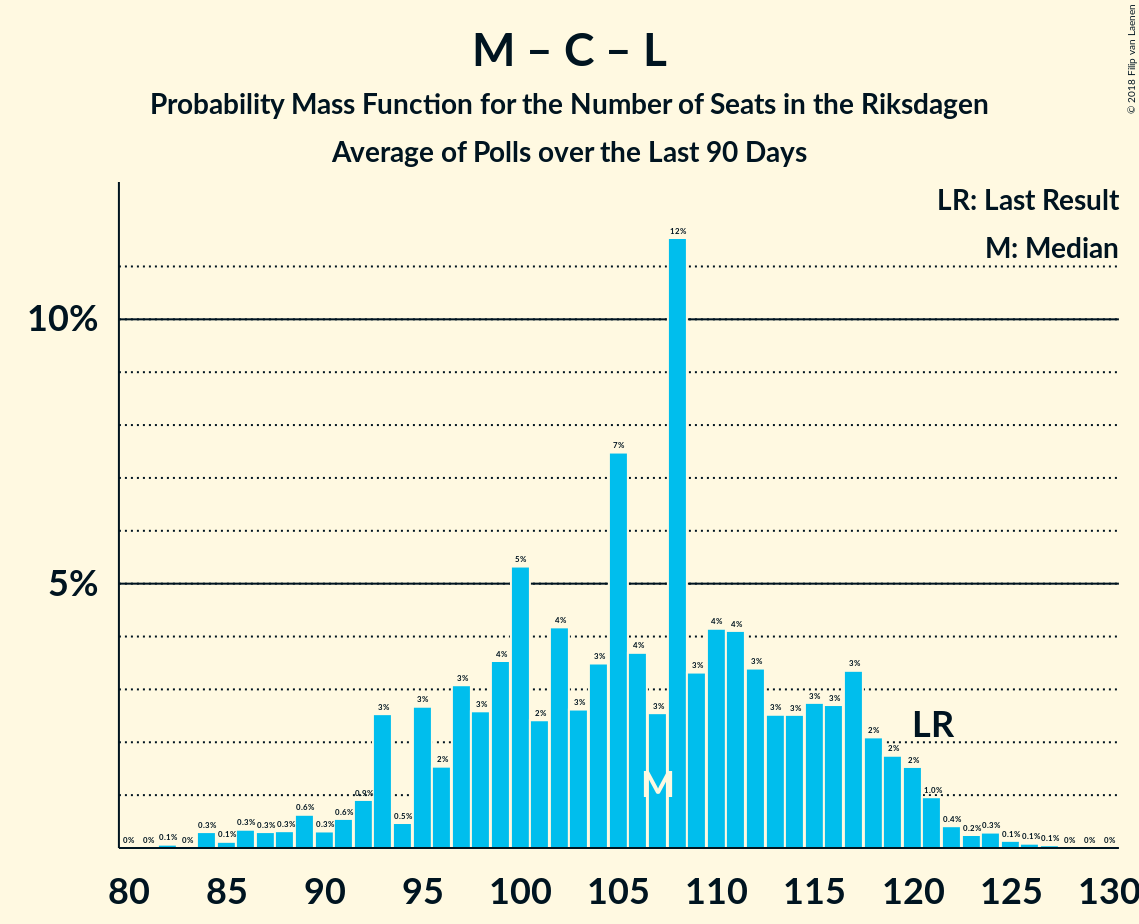 M – C – L
Probability Mass Function for the Number of Seats in the Riksdagen
Average of Polls over the Last 90 Days
© 2018 Filip van Laenen
LR: Last Result
M: Median
10%
5%
0% 0% 0.1% 0% 0.3% 0.1% 0.3% 0.3% 0.3% 0.6% 0.3% 0.6% 0.9% 3% 0.5% 3% 2% 3% 3% 4% 5% 2% 4% 3% 3% 7% 4% 3% 12% 3% 4% 4% 3% 3% 3% 3% 3% 3% 2% 2% 2% 1.0% 0.4% 0.2% 0.3% 0.1% 0.1% 0.1% 0% 0% 0%
LR
M
80 85 90 95 100 105 110 115 120 125 130